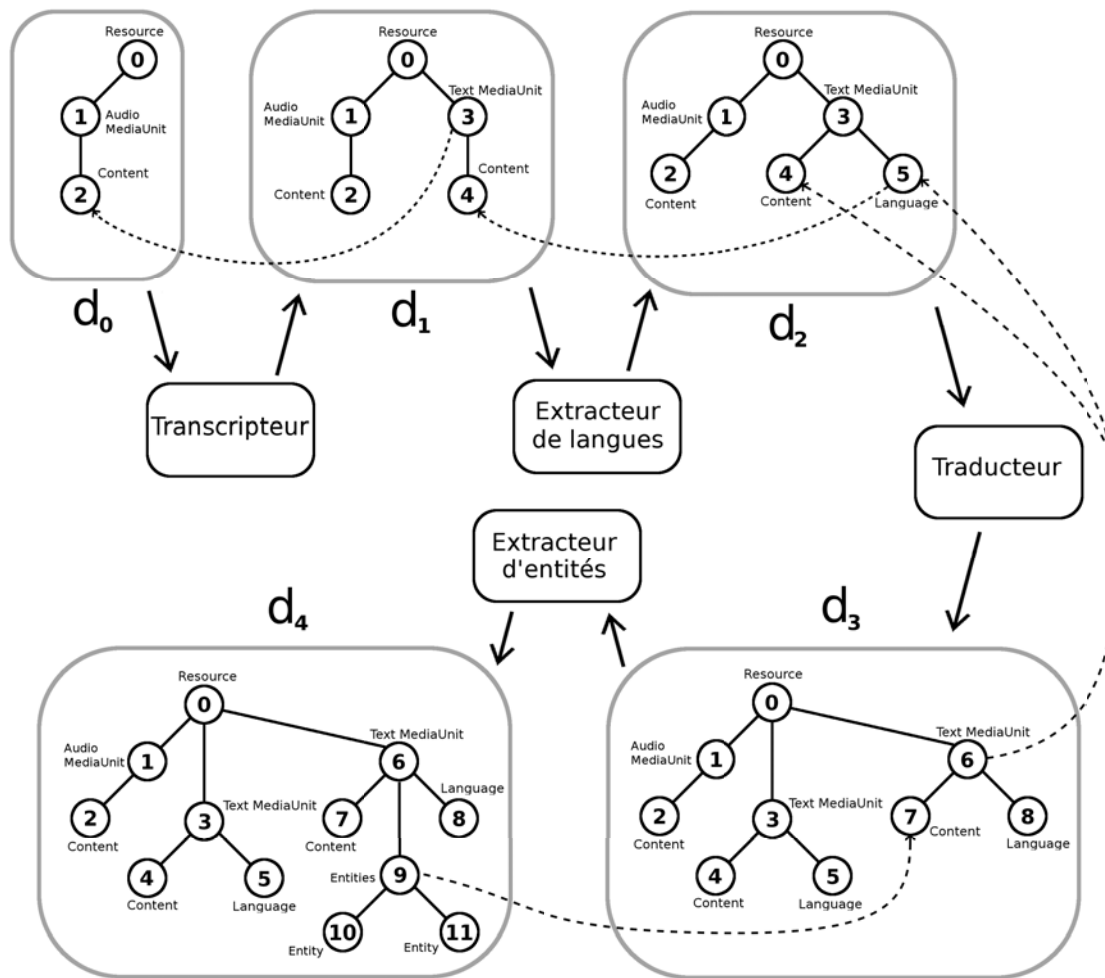 Resource
0
1
Audio
MediaUnit
Content
2
d0
Resource
0
Audio
MediaUnit
1
Text MediaUnit
3
Content
2
Content
4
d1
Resource
0
Audio
MediaUnit
1
Text MediaUnit
3
2
Content
4
Content
5
Language
d2
Transcripteur
Extracteur
de langues
Traducteur
Extracteur
d'entités
d4
d3
Resource
0
Audio
MediaUnit
1
Text MediaUnit
6
2
Content
3
Text MediaUnit
7
Content
Language
8
4
Content
5
Language
Entities
9
10
Entity
11
Entity
Resource
0
Audio
MediaUnit
1
Text MediaUnit
6
2
Content
3
Text MediaUnit
7
Content
8
Language
4
Content
5
Language